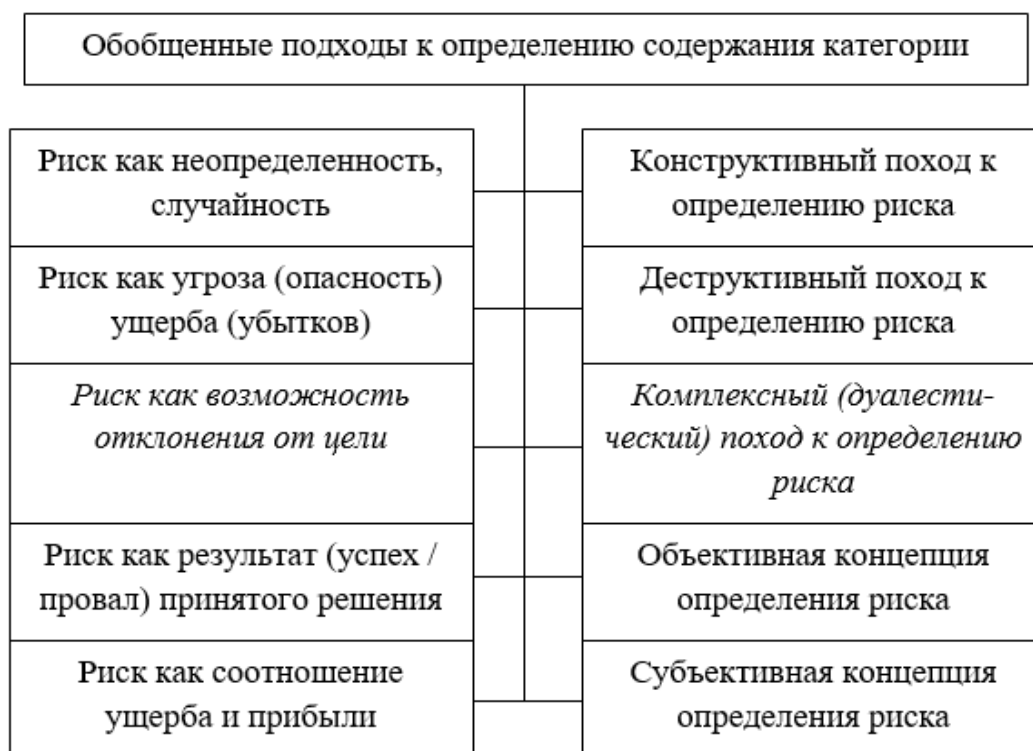 Обобщенные подходы к определению содержания категории
Риск как неопределенность,
случайность
Конструктивный поход к
определению риска
Риск как угроза (опасность)
ущерба (убытков)
Деструктивный поход к
определению риска
Риск как возможность
отклонения от цели
Комплексный (дуалести-
ческий) поход к определению
риска
Риск как результат (успех /
провал) принятого решения
Объективная концепция
определения риска
Риск как соотношение
ущерба и прибыли
Субъективная концепция
определения риска